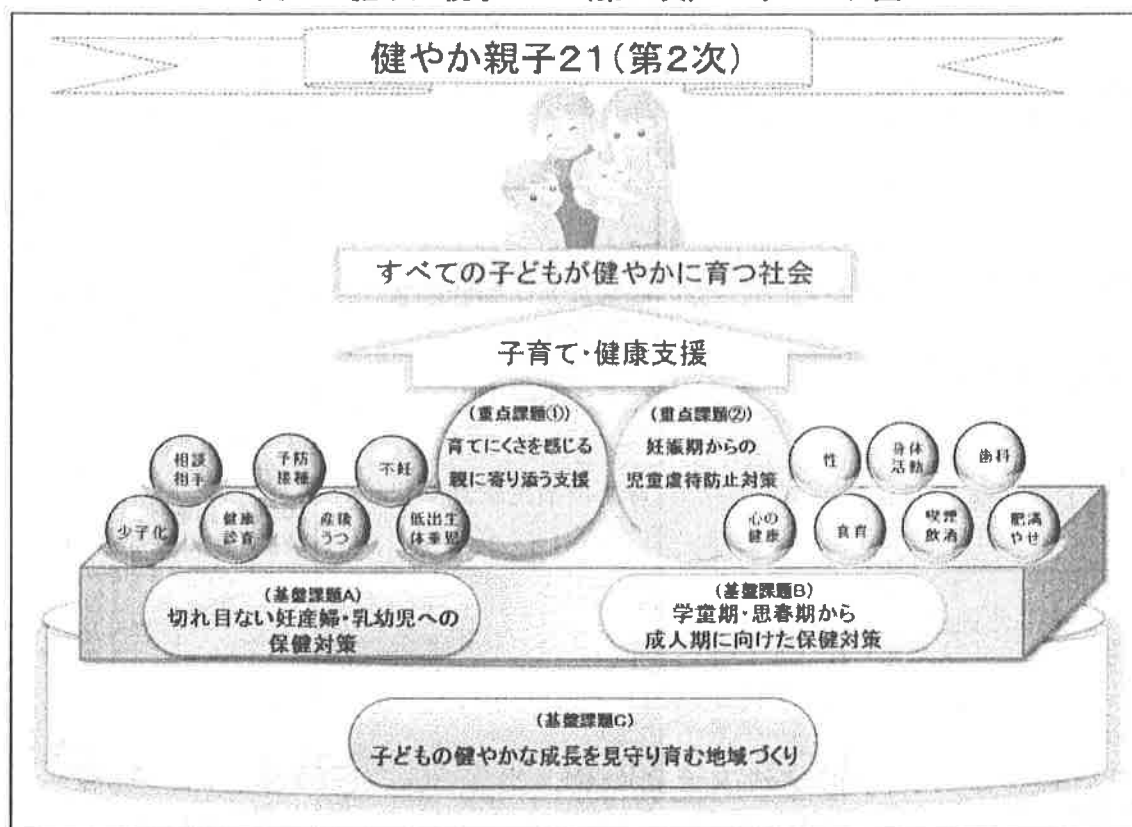 健やか親子21(第2次)
すべての子どもが健やかに育つ社会
子育て・健康支援
(重点課題①)
育てにくさを感じる
親に寄り添う支援
(重点課題②)
妊娠期からの
児童虐待防止対策
相談
相手
予防
接種
不妊
少子化
健康
診査
産後
うつ
低出生
体重児
性
身体
活動
歯科
心の
健康
食育
喫煙
飲酒
肥満
やせ
(基盤課題A)
切れ目ない妊産婦・乳幼児への
保健対策
(基盤課題B)
学童期・思春期から
成人期に向けた保健対策
(基盤課題C)
子どもの健やかな成長を見守り育む地域づくり